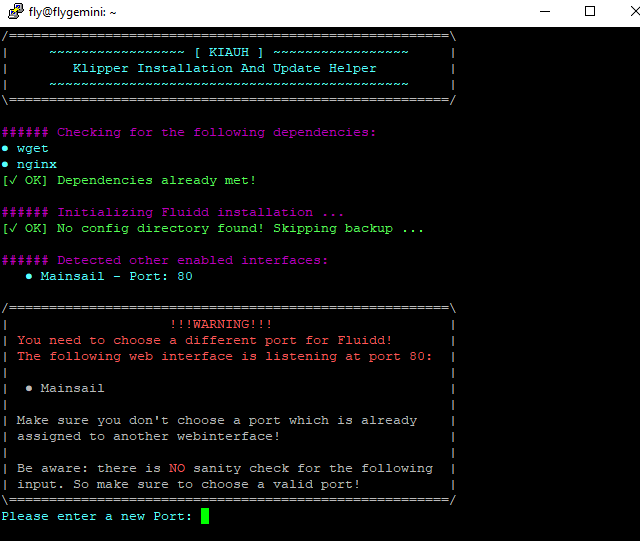 fly@flygemini: ~
/=======================================================\
|     ~~~~~~~~~~~~~~~~~ [ KIAUH ] ~~~~~~~~~~~~~~~~~     |
|        Klipper Installation And Update Helper         |
|     ~~~~~~~~~~~~~~~~~~~~~~~~~~~~~~~~~~~~~~~~~~~~~     |
\=======================================================/
###### Checking for the following dependencies:
● wget
● nginx
[✓ OK] Dependencies already met!
###### Initializing Fluidd installation ...
[✓ OK] No config directory found! Skipping backup ...
###### Detected other enabled interfaces:
● Mainsail - Port: 80
/=======================================================\
|                    !!!WARNING!!!                      |
| You need to choose a different port for Fluidd!       |
| The following web interface is listening at port 80:  |
|                                                       |
|  ● Mainsail                                           |
|                                                       |
| Make sure you don't choose a port which is already    |
| assigned to another webinterface!                     |
|                                                       |
| Be aware: there is NO sanity check for the following  |
| input. So make sure to choose a valid port!           |
\=======================================================/
Please enter a new Port: